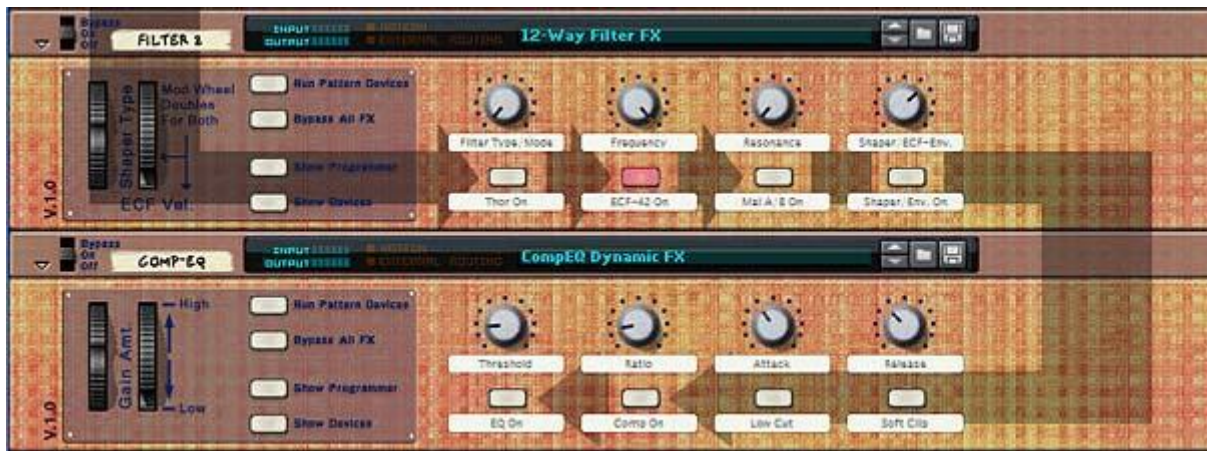 Bypass
On
Off
FILTER 2
INPUT
OUTPUT
EXTERNAL ROUTING
12-Way Filter FX
Shaper Type
Mod Wheel
Doubles
For Both
ECF Vel.
V.1.0
Run Pattern Devices
Bypass All FX
Show Programmer
Show Devices
Filter Type/Mode
Frequency
Resonance
Shaper/ECF-Env.
Thor On
ECF-42 On
Mal A/B On
Shaper/Env. On
Bypass
On
Off
COMP-EQ
INPUT
OUTPUT
EXTERNAL ROUTING
CompEQ Dynamic FX
Gain Amt
High
Low
V.1.0
Run Pattern Devices
Bypass All FX
Show Programmer
Show Devices
Threshold
Ratio
Attack
Release
EQ On
Comp On
Low Cut
Soft Clip